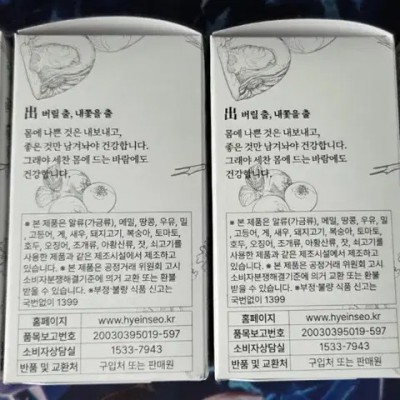 出 버릴 출, 내쫓을 출
몸에 나쁜 것은 내보내고,
좋은 것만 남겨놔야 건강합니다.
그래야 세찬 몸에 드는 바람에도
건강합니다.
* 본 제품은 알류(가금류), 메밀, 땅콩, 우유, 밀
, 고등어, 게, 새우, 돼지고기, 복숭아, 토마토,
호두, 오징어, 조개류, 아황산류, 잣, 쇠고기를
사용한 제품과 같은 제조시설에서 제조하고
있습니다. * 본 제품은 공정거래 위원회 고시
소비자분쟁해결기준에 의거 교환 또는 환불
받을 수 있습니다. *부정·불량 식품 신고는
국번없이 1399
홈페이지 www.hyeinseo.kr
품목보고번호 20030395019-597
소비자상담실 1533-7943
반품 및 교환처 구입처 또는 판매원
出 버릴 출, 내쫓을 출
몸에 나쁜 것은 내보내고,
좋은 것만 남겨놔야 건강합니다.
그래야 세찬 몸에 드는 바람에도
건강합니다.
* 본 제품은 알류(가금류), 메밀, 땅콩, 우유, 밀
, 고등어, 게, 새우, 돼지고기, 복숭아, 토마토,
호두, 오징어, 조개류, 아황산류, 잣, 쇠고기를
사용한 제품과 같은 제조시설에서 제조하고
있습니다. * 본 제품은 공정거래 위원회 고시
소비자분쟁해결기준에 의거 교환 또는 환불
받을 수 있습니다. *부정·불량 식품 신고는
국번없이 1399
홈페이지 www.hyeinseo.kr
품목보고번호 20030395019-597
소비자상담실 1533-7943
반품 및 교환처 구입처 또는 판매원